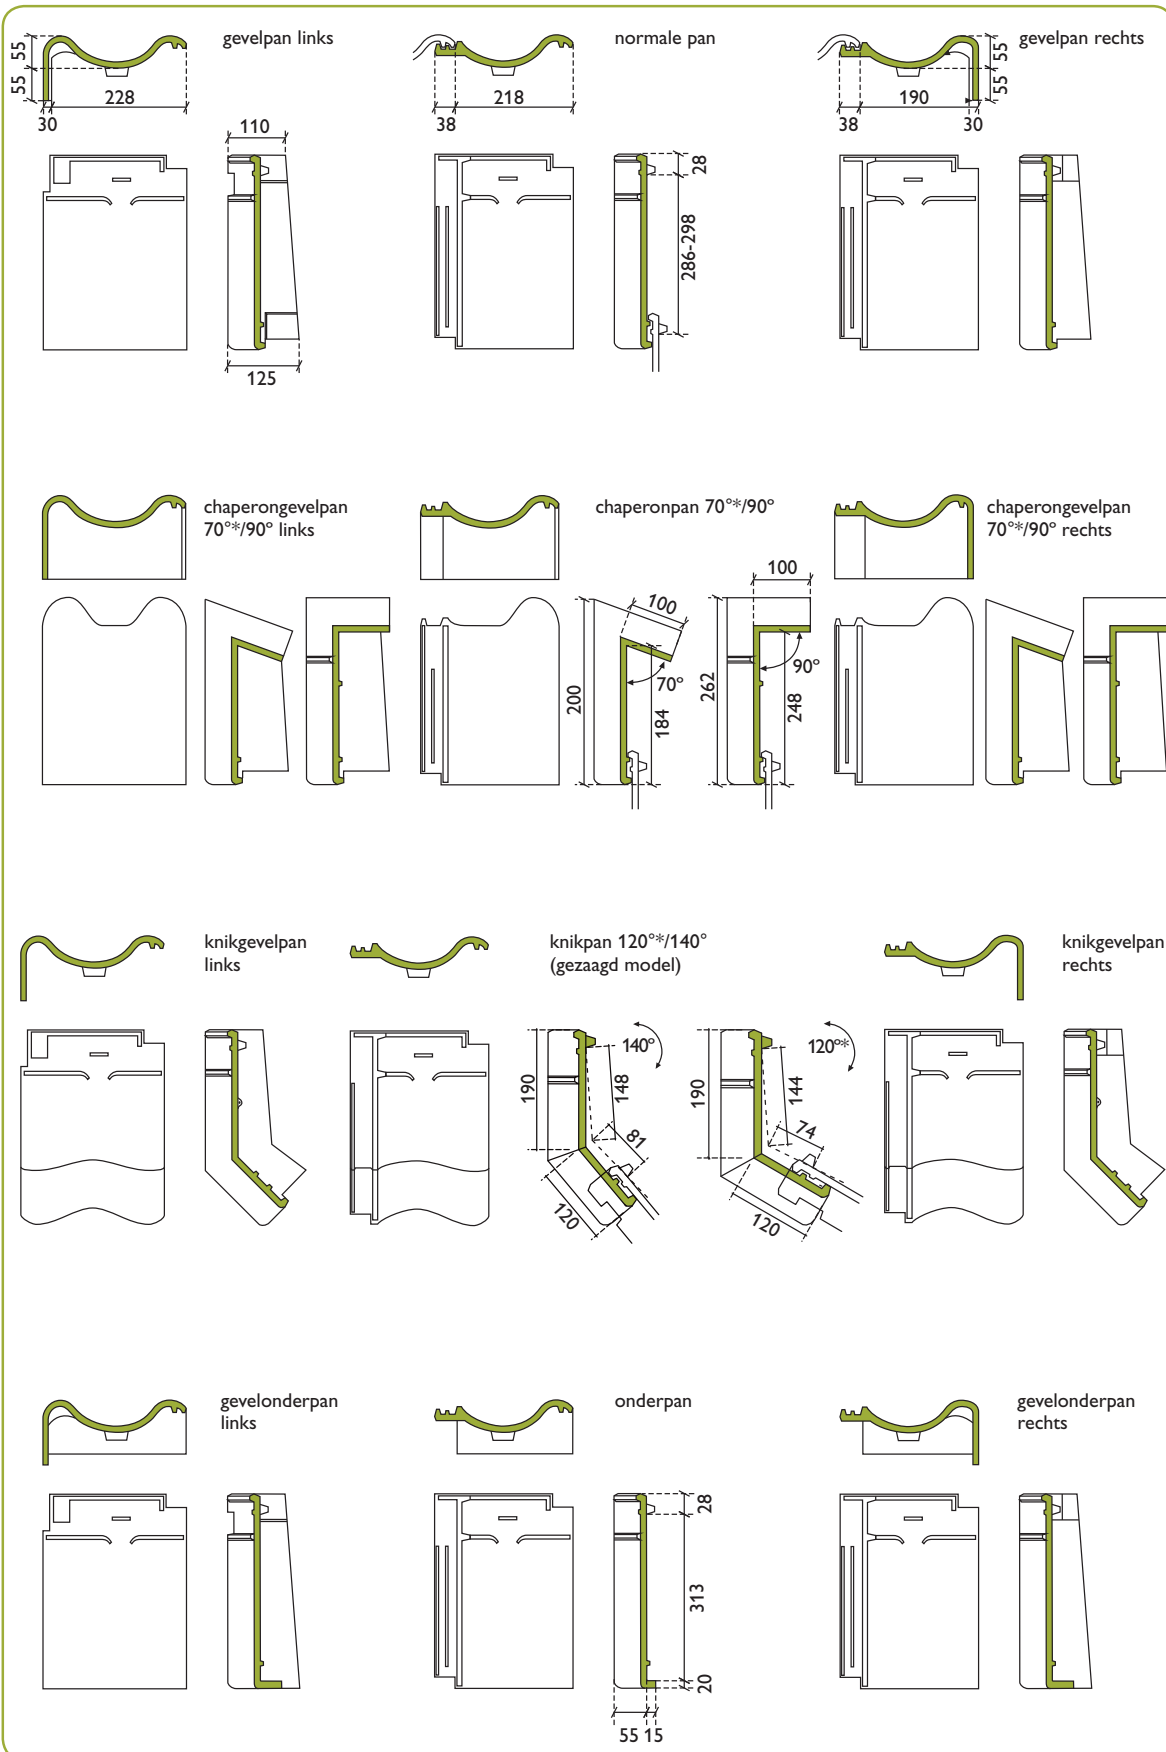 gevelpan links
55
55
228
30
110
125
normale pan
218
38
28
286-298
gevelpan rechts
55
55
190
38
30
chaperongevelpan
70°*/90° links
chaperonpan 70°*/90°
100
70°
200
184
100
90°
262
248
chaperongevelpan
70°*/90° rechts
knikgevelpan
links
knikpan 120°*/140°
(gezaagd model)
140°
190
148
81
120
120°*
190
144
74
120
knikgevelpan
rechts
gevelonderpan
links
onderpan
28
313
20
55 15
gevelonderpan
rechts